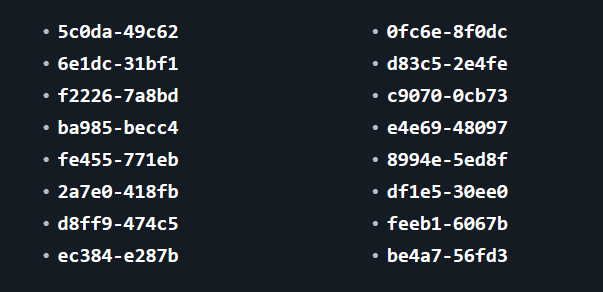 5c0da-49c62
6e1dc-31bf1
f2226-7a8bd
ba985-becc4
fe455-771eb
2a7e0-418fb
d8ff9-474c5
ec384-e287b
0fc6e-8f0dc
d83c5-2e4fe
c9070-0cb73
e4e69-48097
8994e-5ed8f
df1e5-30ee0
feeb1-6067b
be4a7-56fd3